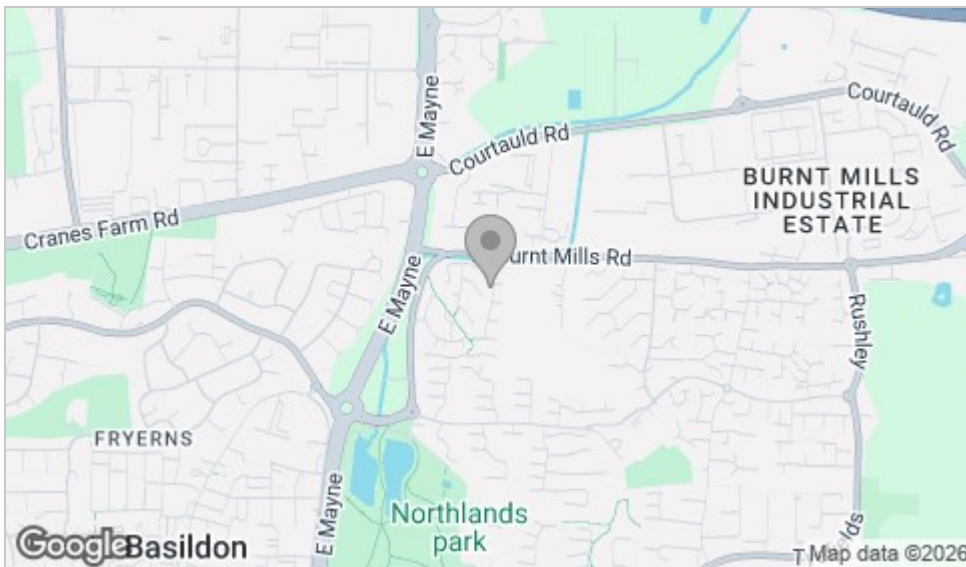 E Mayne
Courtauld Rd
Courtauld Rd
BURNT MILLS
INDUSTRIAL
ESTATE
Cranes Farm Rd
urnt Mills Rd
E Mayne
Rushley
FRYERNS
E Mayne
Northlands
park
Google
Basildon
Map data ©2026